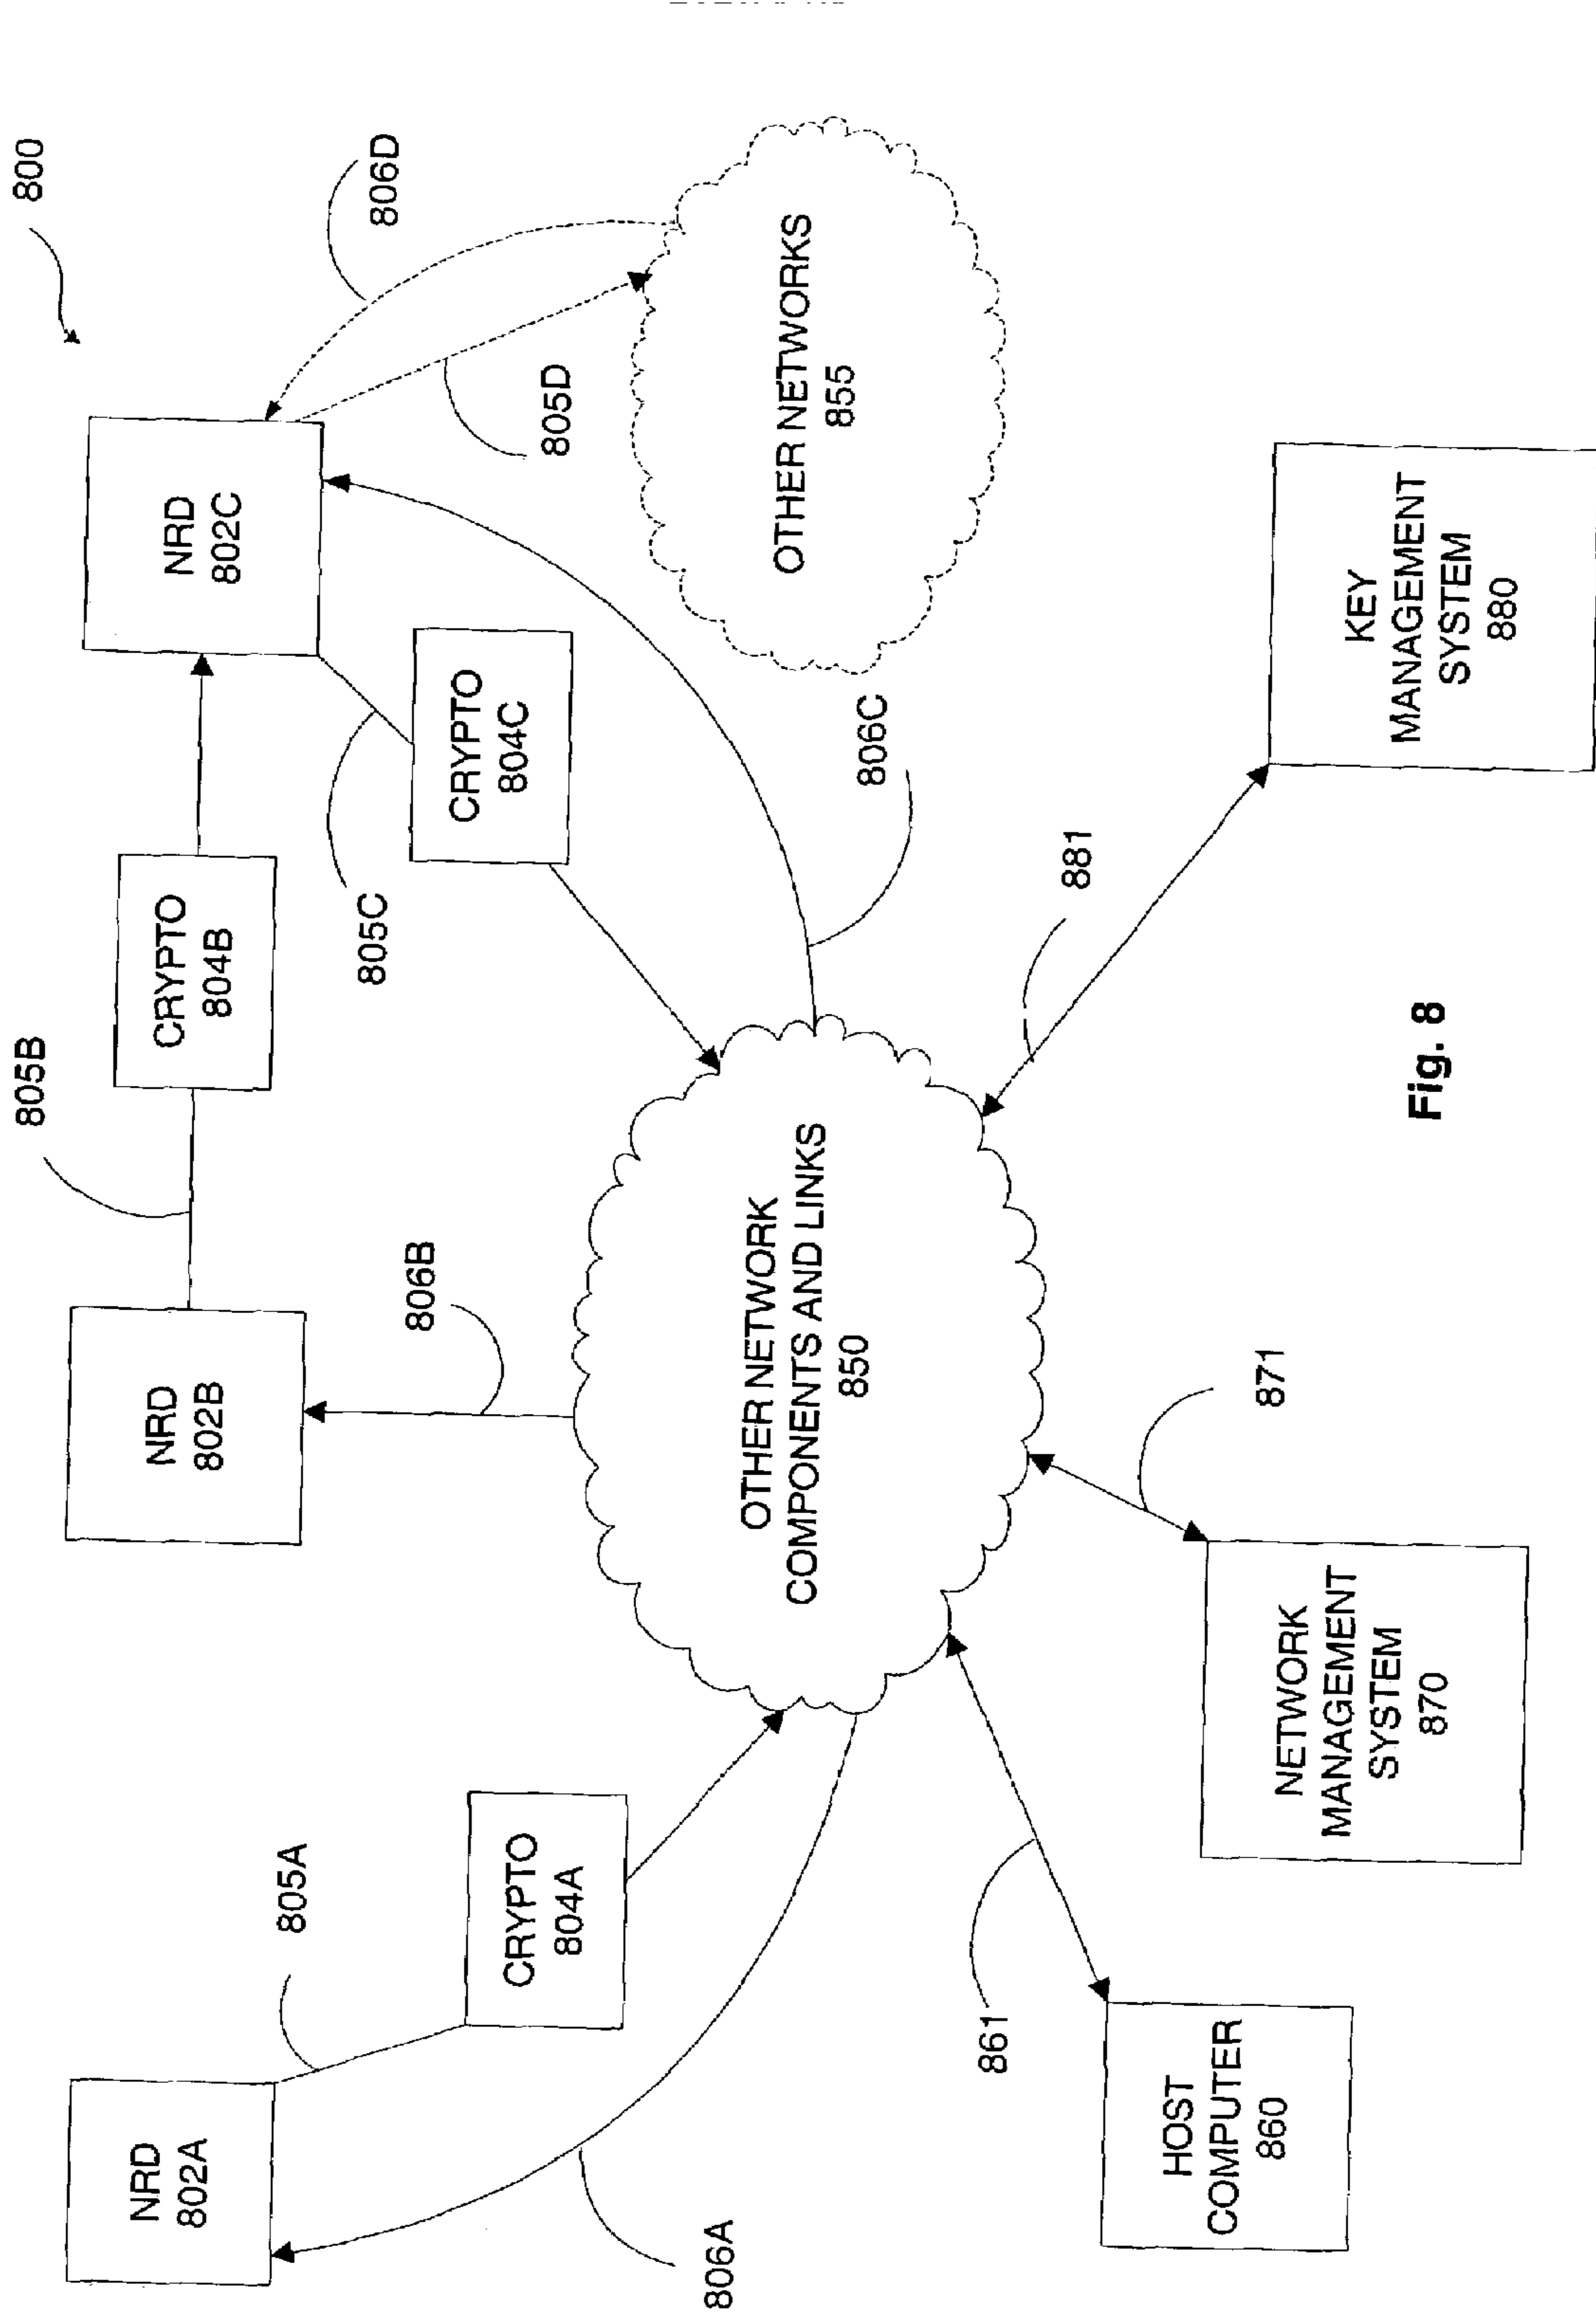 800
805B
NRD
802A
805A
NRD
802B
CRYPTO
804B
NRD
802C
806D
806B
805C
805D
CRYPTO
804A
CRYPTO
804C
806A
OTHER NETWORK
COMPONENTS AND LINKS
850
OTHER NETWORKS
855
806C
861
871
881
HOST
COMPUTER
860
NETWORK
MANAGEMENT
SYSTEM
870
KEY
MANAGEMENT
SYSTEM
880
Fig. 8